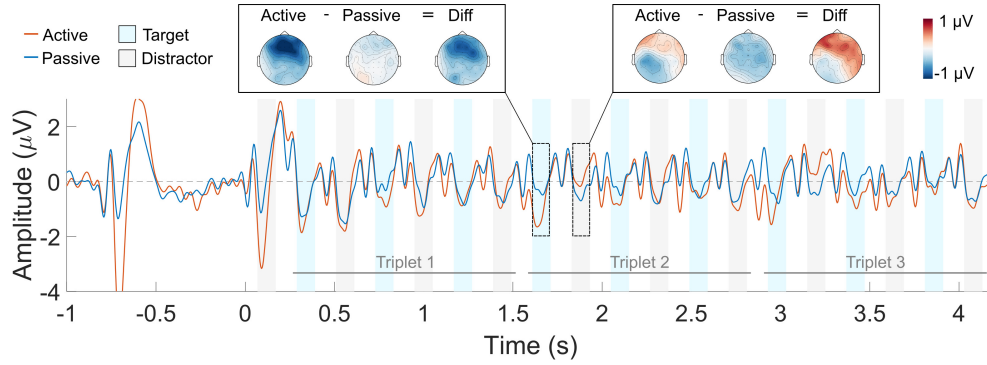 Active - Passive = Diff
Active - Passive = Diff
1 µV
-1 µV
Active
Passive
Target
Distractor
Amplitude (µV)
2
0
-2
-4
Triplet 1
Triplet 2
Triplet 3
-1
-0.5
0
0.5
1
1.5
2
2.5
3
3.5
4
Time (s)